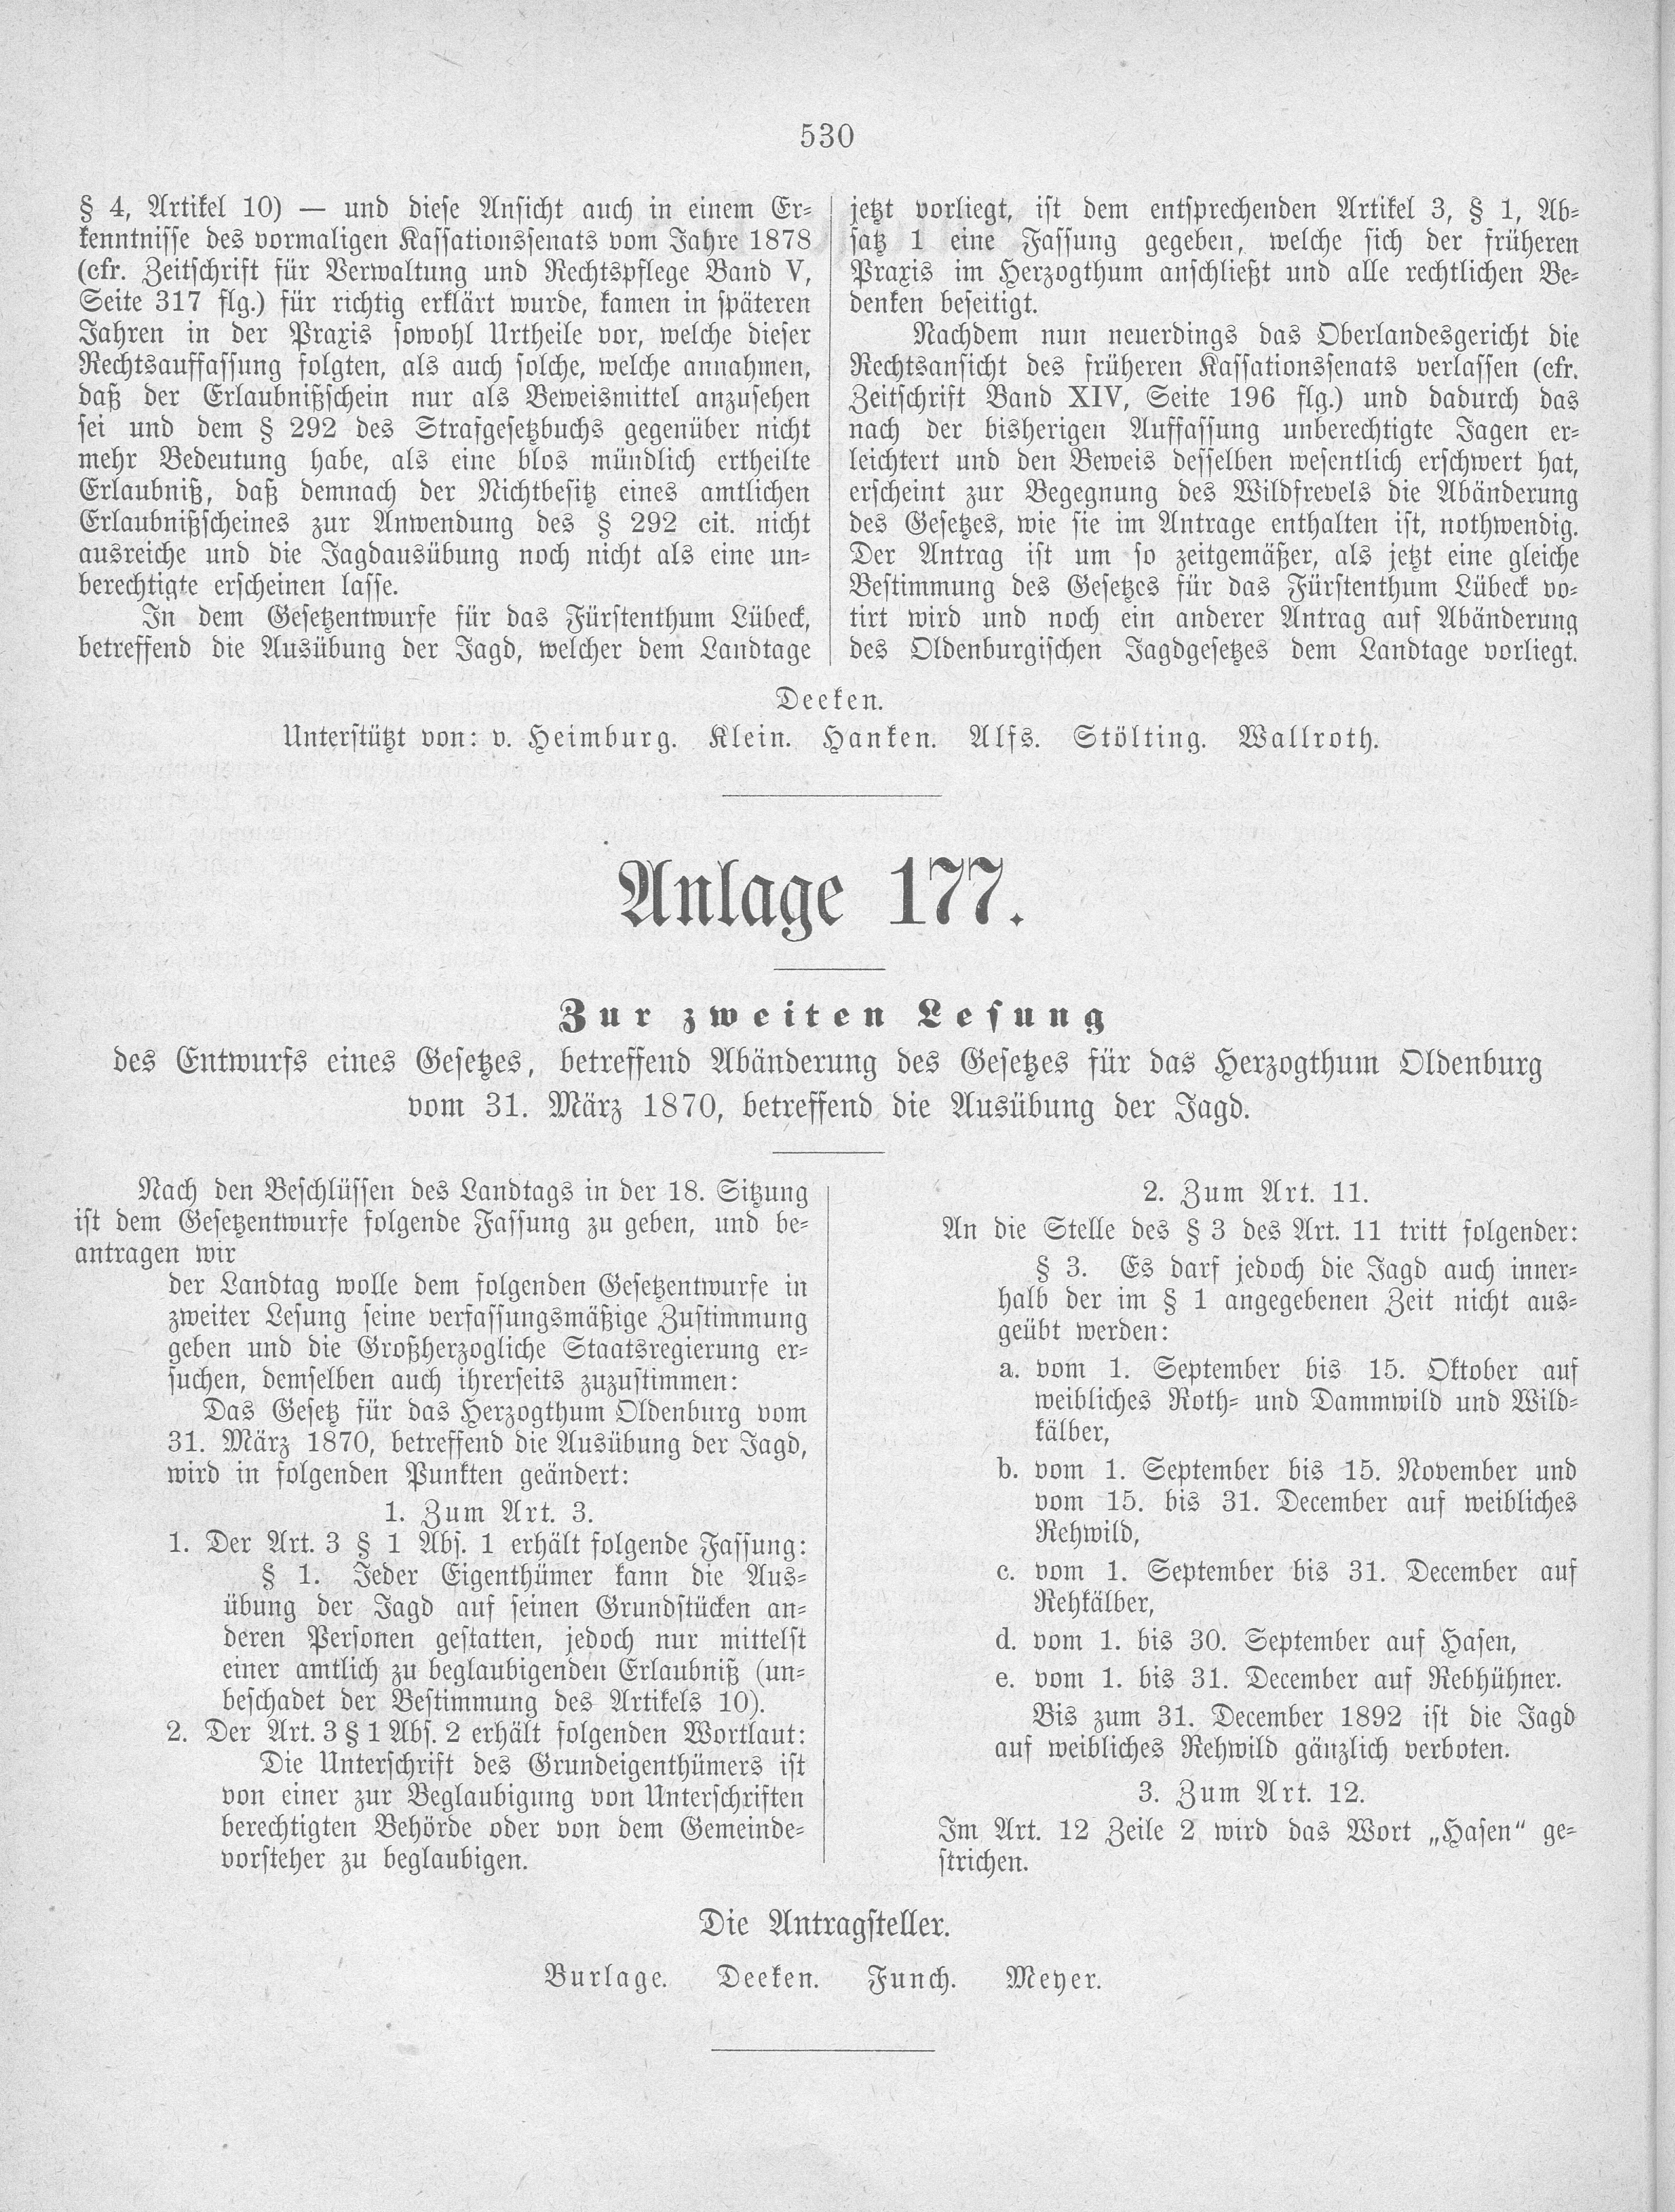 530
§ 4, Artikel 10) — und diese Ansicht auch in einem Er-
kenntnisse des vormaligen Kassationssenats vom Jahre 1878
(cfr. Zeitschrift für Verwaltung und Rechtspflege Band V,
Seite 317 flg.) für richtig erklärt wurde, kamen in späteren
Jahren in der Praxis sowohl Urtheile vor, welche dieser
Rechtsauffassung folgten, als auch solche, welche annahmen,
daß der Erlaubnißschein nur als Beweismittel anzusehen
sei und dem § 292 des Strafgesetzbuchs gegenüber nicht
mehr Bedeutung habe, als eine blos mündlich ertheilte
Erlaubniß, daß demnach der Nichtbesitz eines amtlichen
Erlaubnißscheines zur Anwendung des § 292 cit. nicht
ausreiche und die Jagdausübung noch nicht als eine un-
berechtigte erscheinen lasse.
In dem Gesetzentwurfe für das Fürstenthum Lübeck,
betreffend die Ausübung der Jagd, welcher dem Landtage
jetzt vorliegt, ist dem entsprechenden Artikel 3, § 1, Ab-
satz 1 eine Fassung gegeben, welche sich der früheren
Praxis im Herzogthum anschließt und alle rechtlichen Be-
denken beseitigt.
Nachdem nun neuerdings das Oberlandesgericht die
Rechtsansicht des früheren Kassationssenats verlassen (cfr.
Zeitschrift Band XIV, Seite 196 flg.) und dadurch das
nach der bisherigen Auffassung unberechtigte Jagen er-
leichtert und den Beweis desselben wesentlich erschwert hat,
erscheint zur Begegnung des Wildfrevels die Abänderung
des Gesetzes, wie sie im Antrage enthalten ist, nothwendig.
Der Antrag ist um so zeitgemäßer, als jetzt eine gleiche
Bestimmung des Gesetzes für das Fürstenthum Lübeck vo-
tirt wird und noch ein anderer Antrag auf Abänderung
des Oldenburgischen Jagdgesetzes dem Landtage vorliegt.
Deeken.
Unterstützt von: v. Heimburg. Klein. Hanken. Alfs. Stölting. Wallroth.
Anlage 177.
Zur zweiten Lesung
des Entwurfs eines Gesetzes, betreffend Abänderung des Gesetzes für das Herzogthum Oldenburg
vom 31. März 1870, betreffend die Ausübung der Jagd.
Nach den Beschlüssen des Landtags in der 18. Sitzung
ist dem Gesetzentwurfe folgende Fassung zu geben, und be-
antragen wir
der Landtag wolle dem folgenden Gesetzentwurfe in
zweiter Lesung seine verfassungsmäßige Zustimmung
geben und die Großherzogliche Staatsregierung er-
suchen, demselben auch ihrerseits zuzustimmen:
Das Gesetz für das Herzogthum Oldenburg vom
31. März 1870, betreffend die Ausübung der Jagd,
wird in folgenden Punkten geändert:
1. Zum Art. 3.
1. Der Art. 3 § 1 Abs. 1 erhält folgende Fassung:
§ 1. Jeder Eigenthümer kann die Aus-
übung der Jagd auf seinen Grundstücken an-
deren Personen gestatten, jedoch nur mittelst
einer amtlich zu beglaubigenden Erlaubniß (un-
beschadet der Bestimmung des Artikels 10).
2. Der Art. 3 § 1 Abs. 2 erhält folgenden Wortlaut:
Die Unterschrift des Grundeigenthümers ist
von einer zur Beglaubigung von Unterschriften
berechtigten Behörde oder von dem Gemeinde-
vorsteher zu beglaubigen.
2. Zum Art. 11.
An die Stelle des § 3 des Art. 11 tritt folgender:
§ 3. Es darf jedoch die Jagd auch inner-
halb der im § 1 angegebenen Zeit nicht aus-
geübt werden:
a. vom 1. September bis 15. Oktober auf
weibliches Roth- und Dammwild und Wild-
kälber,
b. vom 1. September bis 15. November und
vom 15. bis 31. December auf weibliches
Rehwild,
c. vom 1. September bis 31. December auf
Rehkälber,
d. vom 1. bis 30. September auf Hasen,
e. vom 1. bis 31. December auf Rebhühner.
Bis zum 31. December 1892 ist die Jagd
auf weibliches Rehwild gänzlich verboten.
3. Zum Art. 12.
Im Art. 12 Zeile 2 wird das Wort „Hasen“ ge-
strichen.
Die Antragsteller.
Burlage. Deeken. Funch. Meyer.